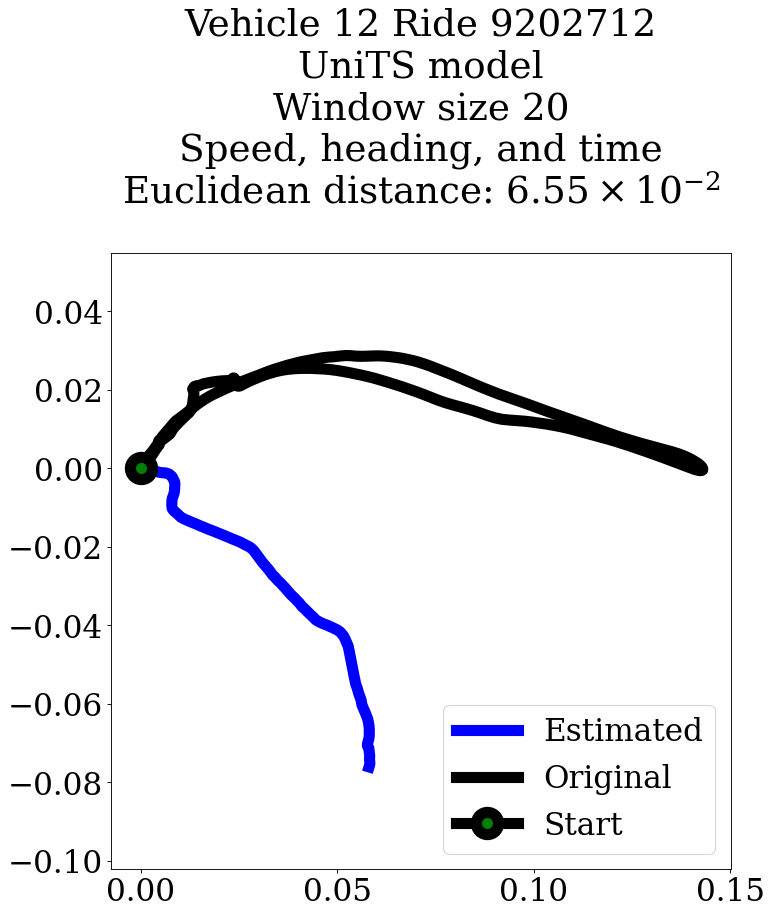 Vehicle 12 Ride 9202712
UniTS model
Window size 20
Speed, heading, and time
Euclidean distance: 6.55 × 10⁻²
0.04
0.02
0.00
−0.02
−0.04
−0.06
−0.08
−0.10
Estimated
Original
Start
0.00 0.05 0.10 0.15